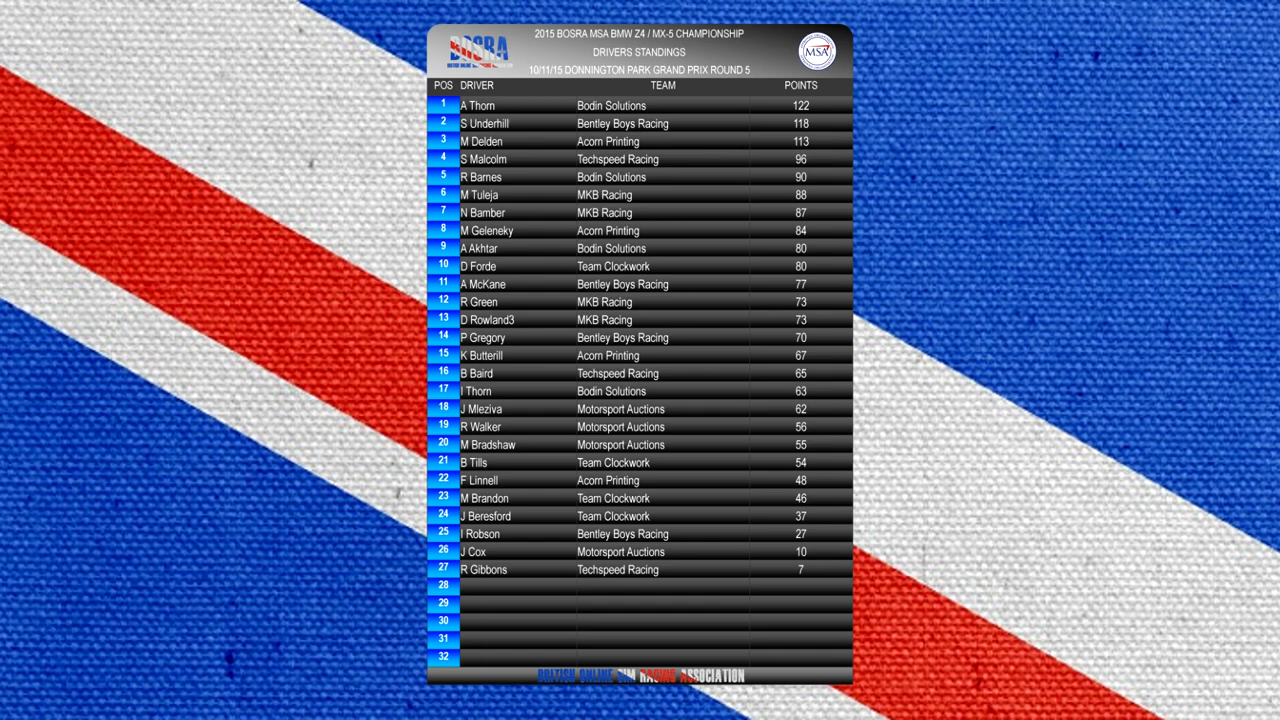 BOSRA
2015 BOSRA MSA BMW Z4 / MX-5 CHAMPIONSHIP
DRIVERS STANDINGS
10/11/15 DONNINGTON PARK GRAND PRIX ROUND 5
MSA
POS DRIVER TEAM POINTS
1 A Thorn Bodin Solutions 122
2 S Underhill Bentley Boys Racing 118
3 M Delden Acorn Printing 113
4 S Malcolm Techspeed Racing 96
5 R Barnes Bodin Solutions 90
6 M Tuleja MKB Racing 88
7 N Bamber MKB Racing 87
8 M Geleneky Acorn Printing 84
9 A Akhtar Bodin Solutions 80
10 D Forde Team Clockwork 80
11 A McKane Bentley Boys Racing 77
12 R Green MKB Racing 73
13 D Rowland3 MKB Racing 73
14 P Gregory Bentley Boys Racing 70
15 K Butterill Acorn Printing 67
16 B Baird Techspeed Racing 65
17 I Thorn Bodin Solutions 63
18 J Mleziva Motorsport Auctions 62
19 R Walker Motorsport Auctions 56
20 M Bradshaw Motorsport Auctions 55
21 B Tills Team Clockwork 54
22 F Linnell Acorn Printing 48
23 M Brandon Team Clockwork 46
24 J Beresford Team Clockwork 37
25 I Robson Bentley Boys Racing 27
26 J Cox Motorsport Auctions 10
27 R Gibbons Techspeed Racing 7
28
29
30
31
32
BRITISH ONLINE SIM RACING ASSOCIATION